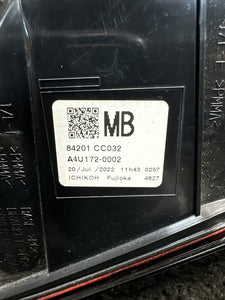 MB
84201 CC032
A4U172-0002
20/Jul/2022 11h43 0297
ICHIKOH Fujioka 4827